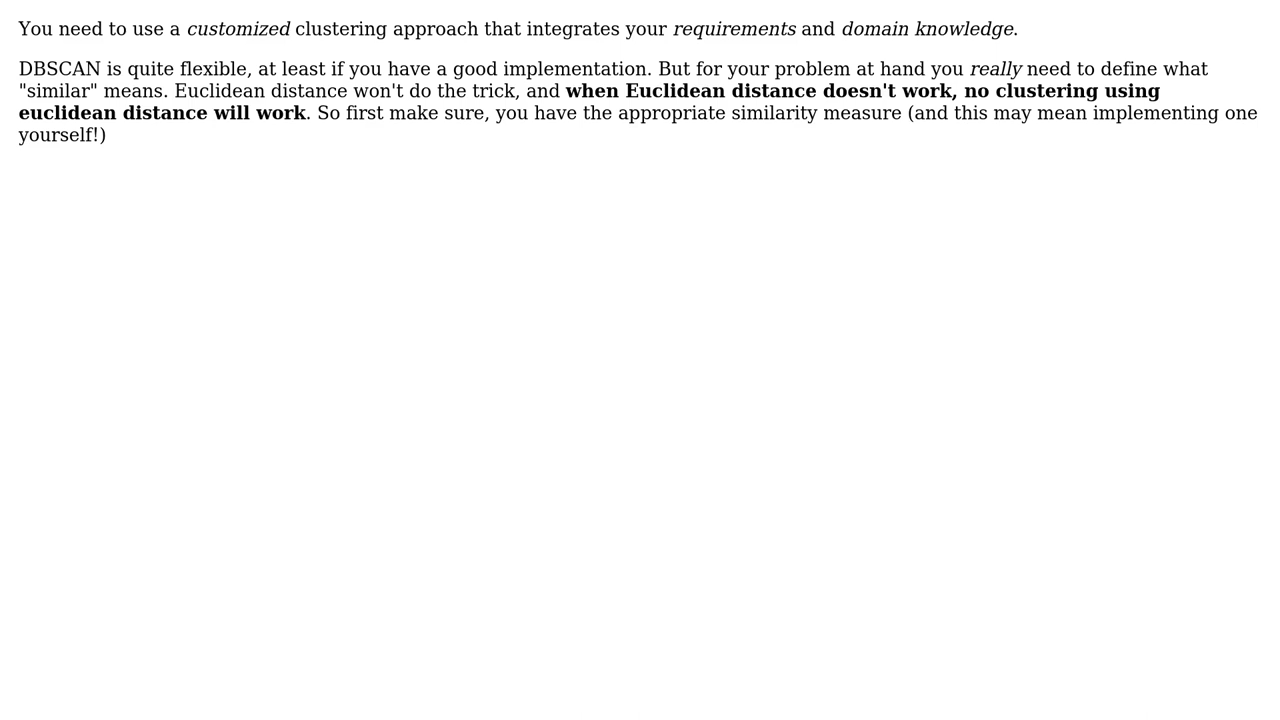 You need to use a customized clustering approach that integrates your requirements and domain knowledge.
DBSCAN is quite flexible, at least if you have a good implementation. But for your problem at hand you really need to define what
"similar" means. Euclidean distance won't do the trick, and when Euclidean distance doesn't work, no clustering using
euclidean distance will work. So first make sure, you have the appropriate similarity measure (and this may mean implementing one
yourself!)